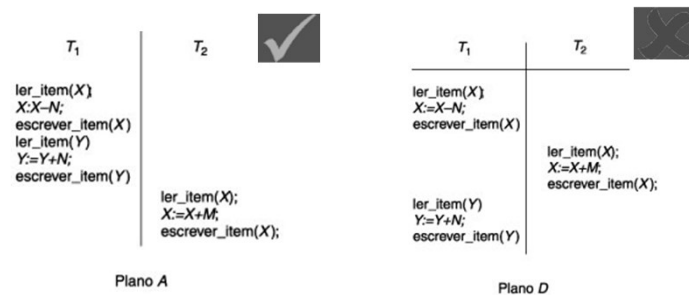 T1 T2
ler_item(X);
X:X–N;
escrever_item(X)
ler_item(Y)
Y:=Y+N;
escrever_item(Y)
ler_item(X);
X:=X+M;
escrever_item(X);
Plano A
T1 T2
ler_item(X);
X:=X–N;
escrever_item(X)
ler_item(X);
X:=X+M;
escrever_item(X);
ler_item(Y)
Y:=Y+N;
escrever_item(Y)
Plano D